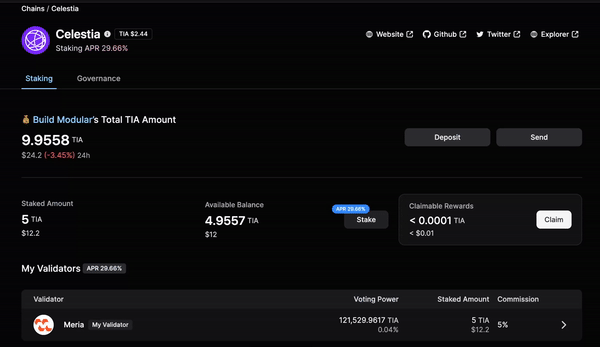 Chains / Celestia
Celestia TIA $2.44
Staking APR 29.66%
Website Github Twitter Explorer
Staking Governance
Build Modular's Total TIA Amount
9.9558 TIA
$24.2 (-3.45%) 24h
Deposit Send
Staked Amount
5 TIA
$12.2
Available Balance
4.9557 TIA
$12
APR 29.66%
Stake
Claimable Rewards
< 0.0001 TIA
< $0.01
Claim
My Validators APR 29.66%
Validator Voting Power Staked Amount Commission
Meria My Validator 121,529.9617 TIA 5 TIA 5%
0.04% $12.2